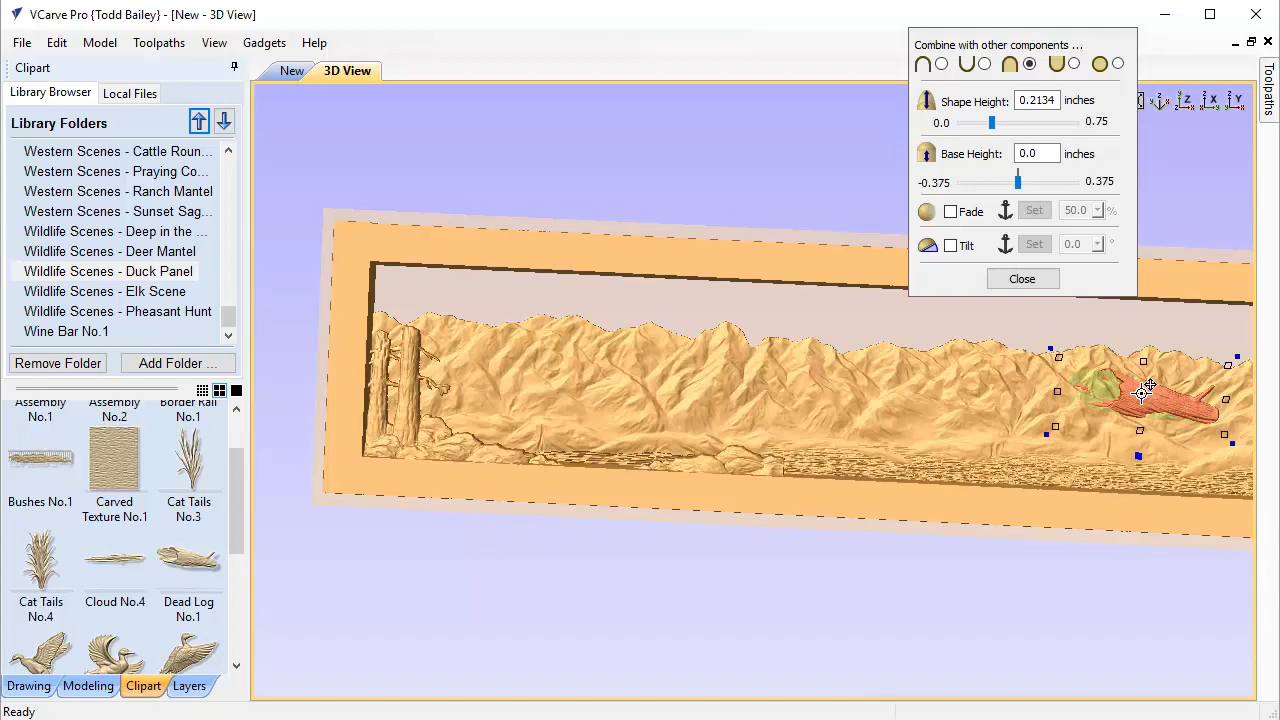 VCarve Pro {Todd Bailey} - [New - 3D View]
File Edit Model Toolpaths View Gadgets Help
Clipart
Library Browser Local Files
Library Folders
Western Scenes - Cattle Roun...
Western Scenes - Praying Co...
Western Scenes - Ranch Mantel
Western Scenes - Sunset Sag...
Wildlife Scenes - Deep in the ...
Wildlife Scenes - Deer Mantel
Wildlife Scenes - Duck Panel
Wildlife Scenes - Elk Scene
Wildlife Scenes - Pheasant Hunt
Wine Bar No.1
Remove Folder Add Folder ...
Assembly No.1
Assembly No.2
Border Rail No.1
Bushes No.1
Carved Texture No.1
Cat Tails No.3
Cat Tails No.4
Cloud No.4
Dead Log No.1
Drawing Modeling Clipart Layers
Ready
New 3D View
Combine with other components ...
Shape Height: 0.2134 inches
0.0 0.75
Base Height: 0.0 inches
-0.375 0.375
Fade Set 50.0 %
Tilt Set 0.0 °
Close
Z X Y
Toolpaths